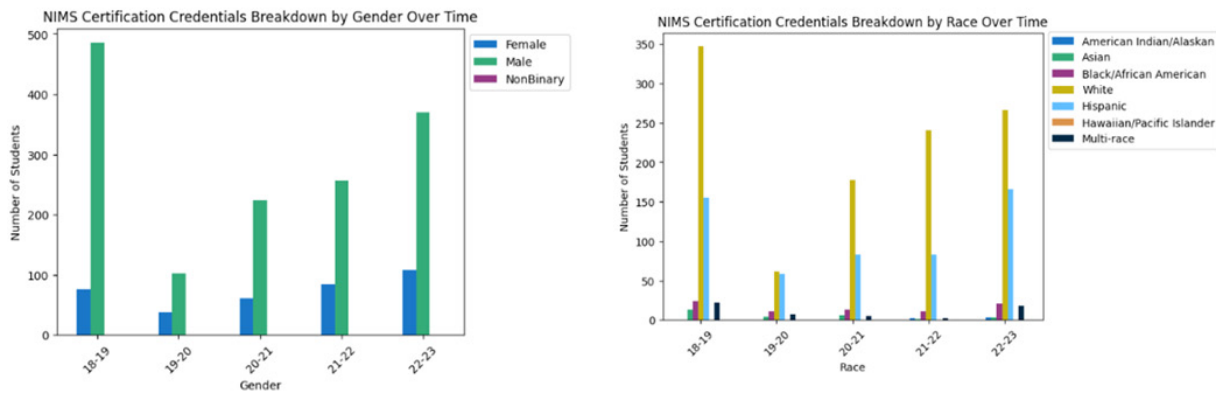 NIMS Certification Credentials Breakdown by Gender Over Time
500
400
300
200
100
0
Number of Students
18-19
19-20
20-21
21-22
22-23
Gender
Female
Male
NonBinary
NIMS Certification Credentials Breakdown by Race Over Time
350
300
250
200
150
100
50
0
Number of Students
18-19
19-20
20-21
21-22
22-23
Race
American Indian/Alaskan
Asian
Black/African American
White
Hispanic
Hawaiian/Pacific Islander
Multi-race